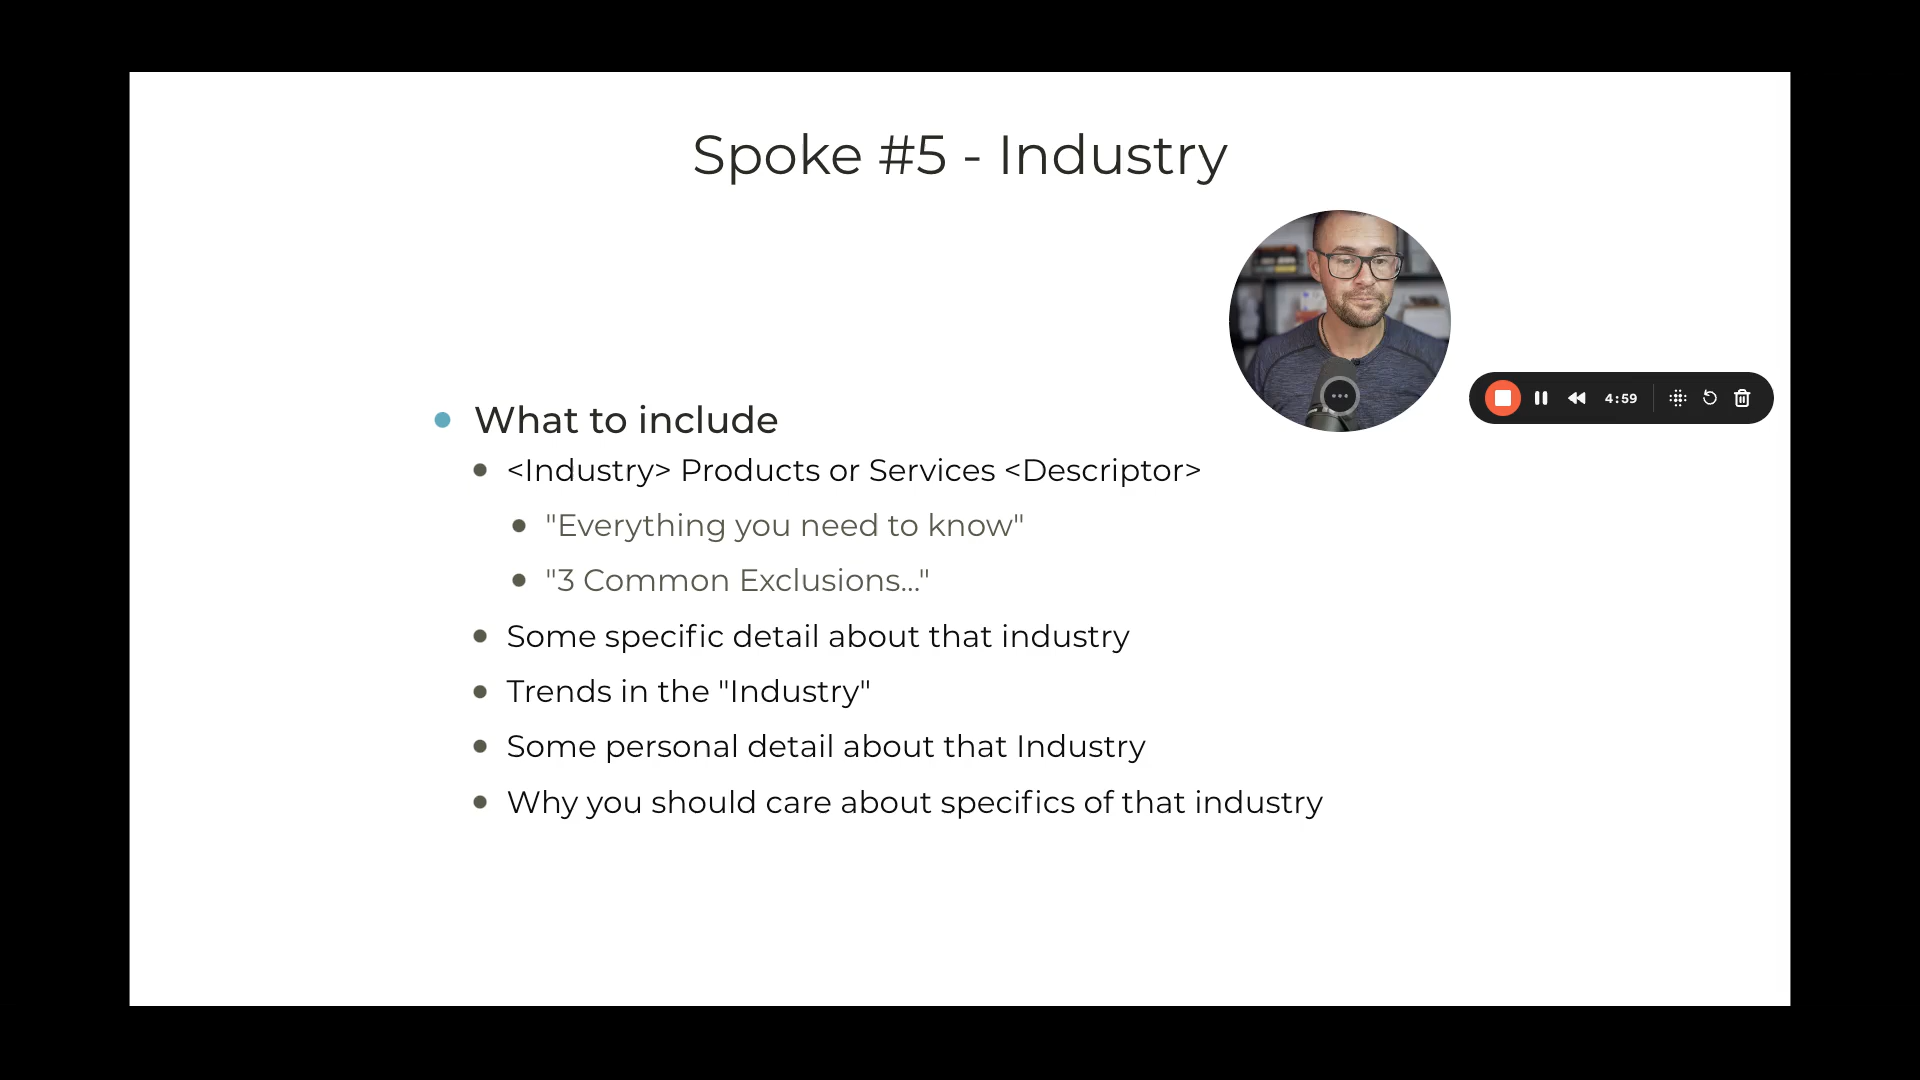 Spoke #5 - Industry
4:59
What to include
<Industry> Products or Services <Descriptor>
"Everything you need to know"
"3 Common Exclusions..."
Some specific detail about that industry
Trends in the "Industry"
Some personal detail about that Industry
Why you should care about specifics of that industry